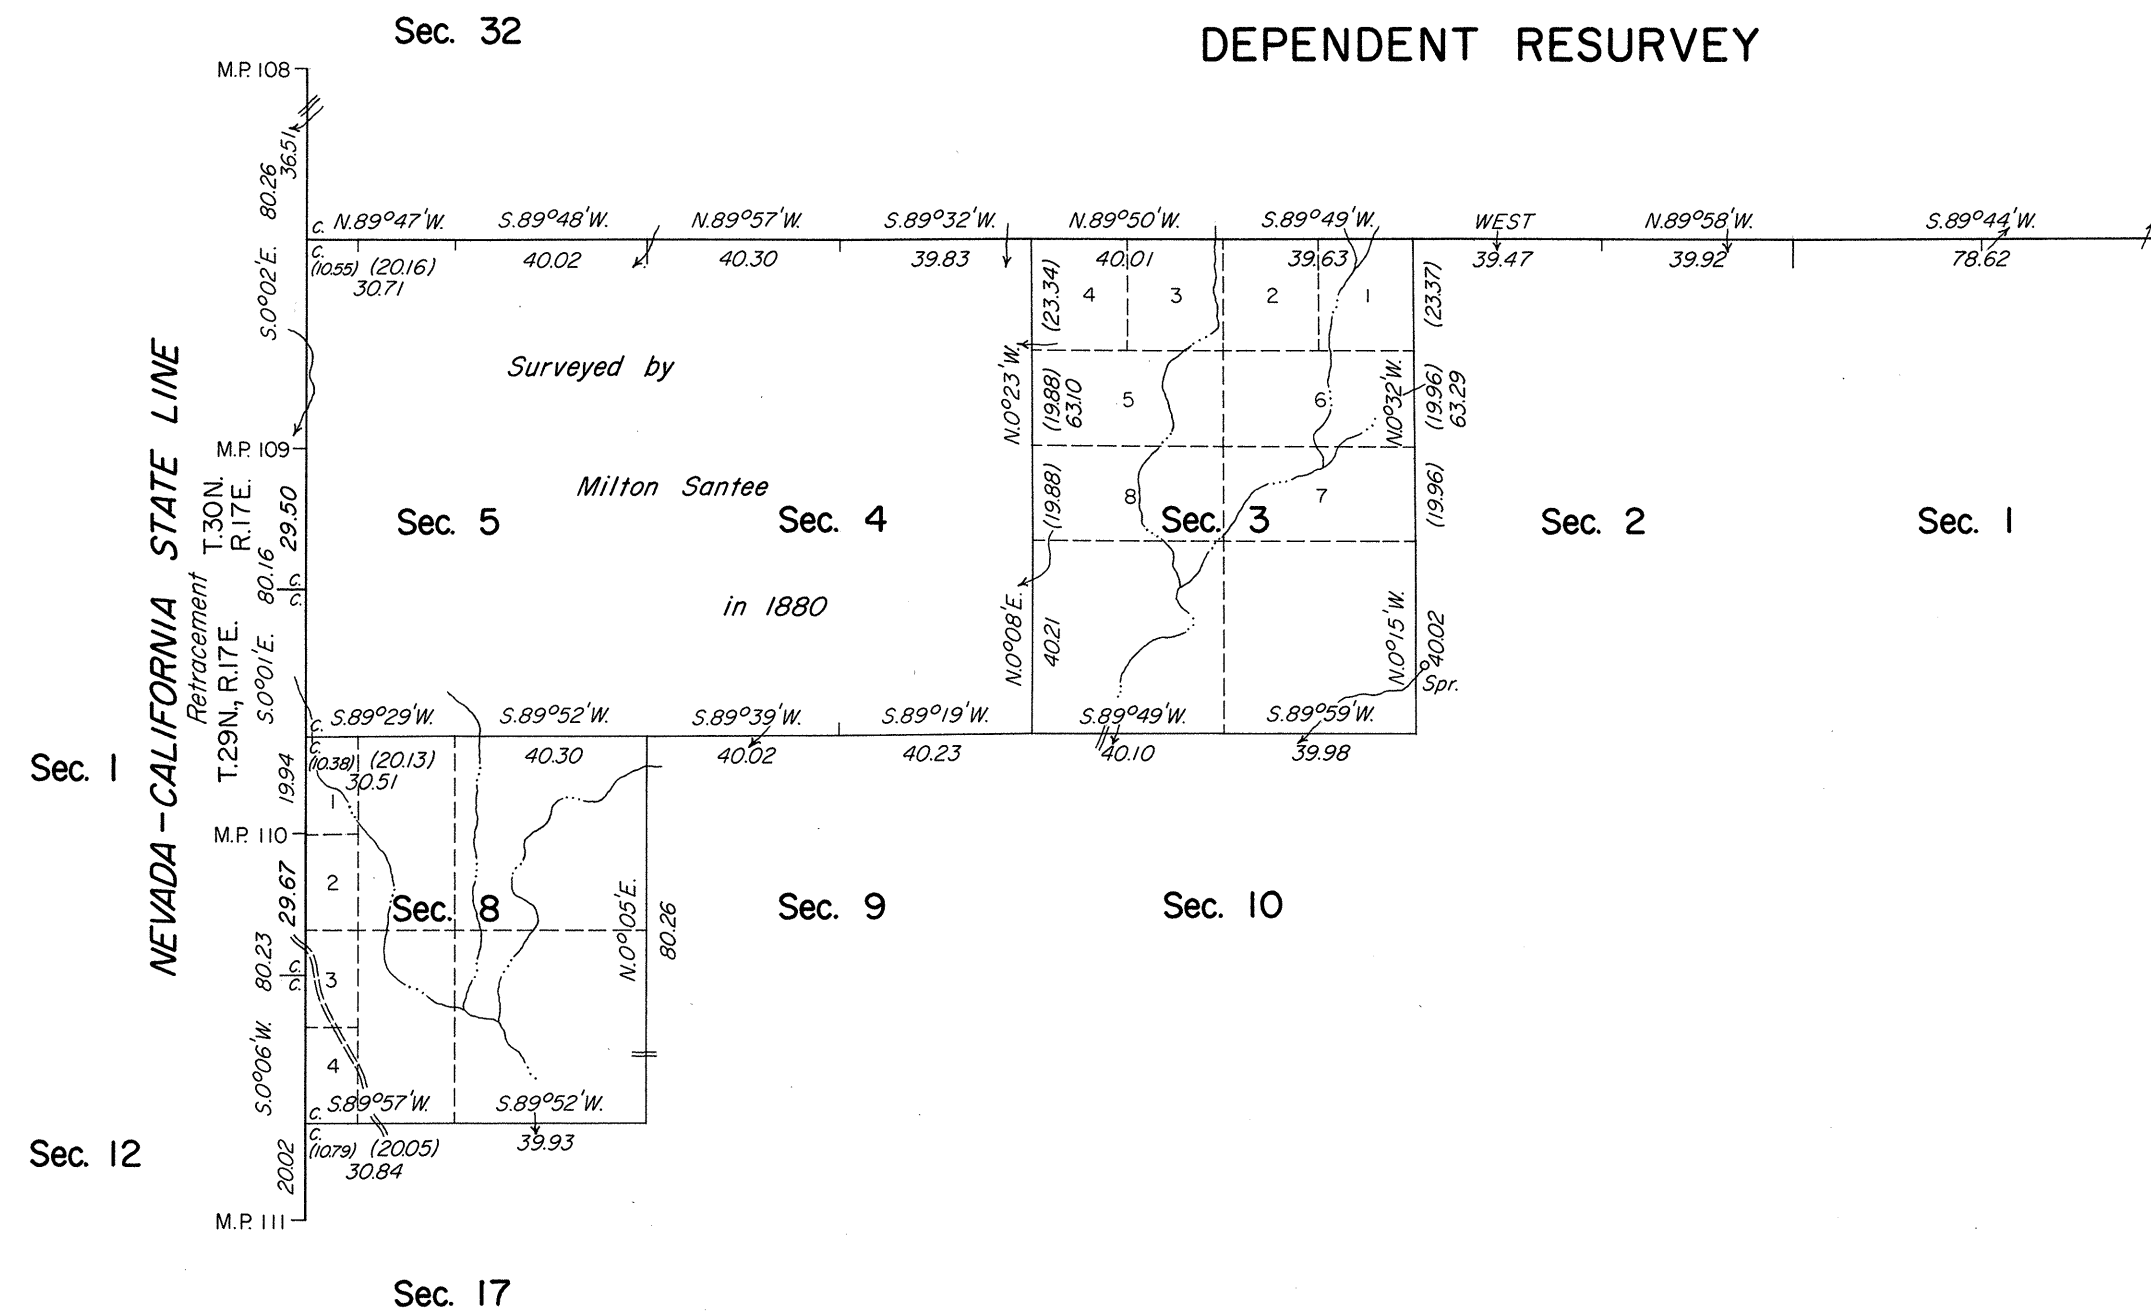 Sec. 32
DEPENDENT RESURVEY
M.P. 108
36.51
80.26
S.0°02'E.
C. N.89°47'W. S.89°48'W. N.89°57'W. S.89°32'W. N.89°50'W. S.89°49'W. WEST N.89°58'W. S.89°44'W.
C.
(10.55) (20.16) 40.02 40.30 39.83 40.01 39.63 39.47 39.92 78.62
30.71
(23.34) 4 3 2 1 (23.37)
Surveyed by
N.0°23'W. (19.88) 63.10 5 6 N.0°32'W. (19.96) 63.29
M.P. 109
NEVADA-CALIFORNIA STATE LINE
Retracement
T.30N.
R.17E.
T.29N., R.17E.
29.50
80.16
C.
C.
S.0°01'E.
Milton Santee
(19.88) 8 7 (19.96)
Sec. 5 Sec. 4 Sec. 3 Sec. 2 Sec. 1
in 1880
N.0°08'E. 40.21 N.0°15'W. 40.02
Spr.
C. S.89°29'W. S.89°52'W. S.89°39'W. S.89°19'W. S.89°49'W. S.89°59'W.
C.
(10.38) (20.13) 40.30 40.02 40.23 40.10 39.98
30.51
Sec. 1
19.94
1
M.P. 110
29.67
2
Sec. 8 Sec. 9 Sec. 10
N.0°05'E. 80.26
80.23
C.
C.
3
S.0°06'W.
4
C. S.89°57'W. S.89°52'W.
C.
(10.79) (20.05) 39.93
30.84
Sec. 12
20.02
M.P. 111
Sec. 17